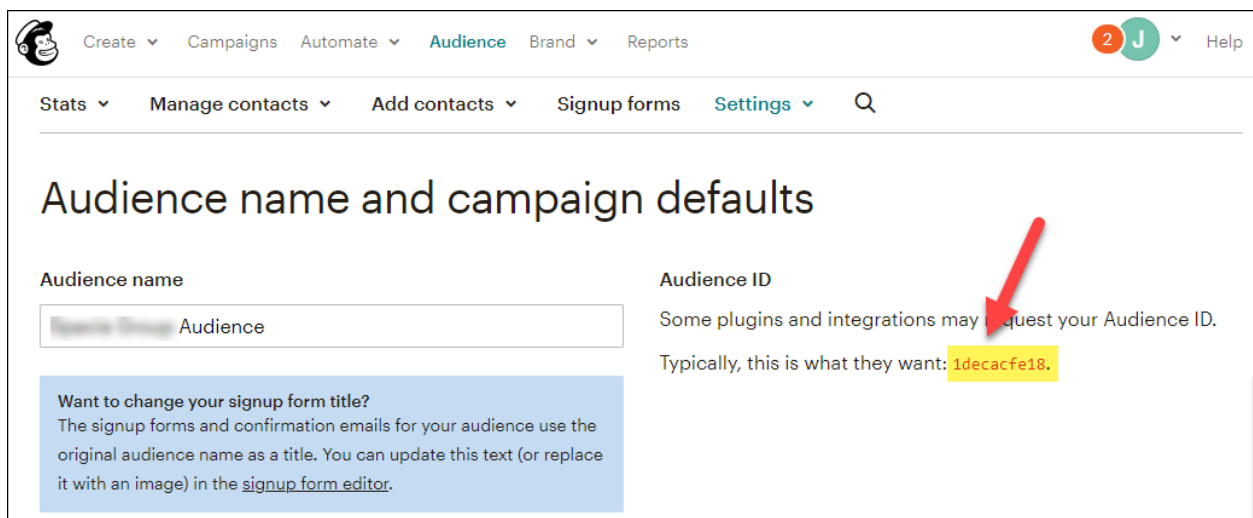 Create Campaigns Automate Audience Brand Reports 2 J Help
Stats Manage contacts Add contacts Signup forms Settings
Audience name and campaign defaults
Audience name
Audience
Want to change your signup form title?
The signup forms and confirmation emails for your audience use the
original audience name as a title. You can update this text (or replace
it with an image) in the signup form editor.
Audience ID
Some plugins and integrations may request your Audience ID.
Typically, this is what they want: 1decacfe18.